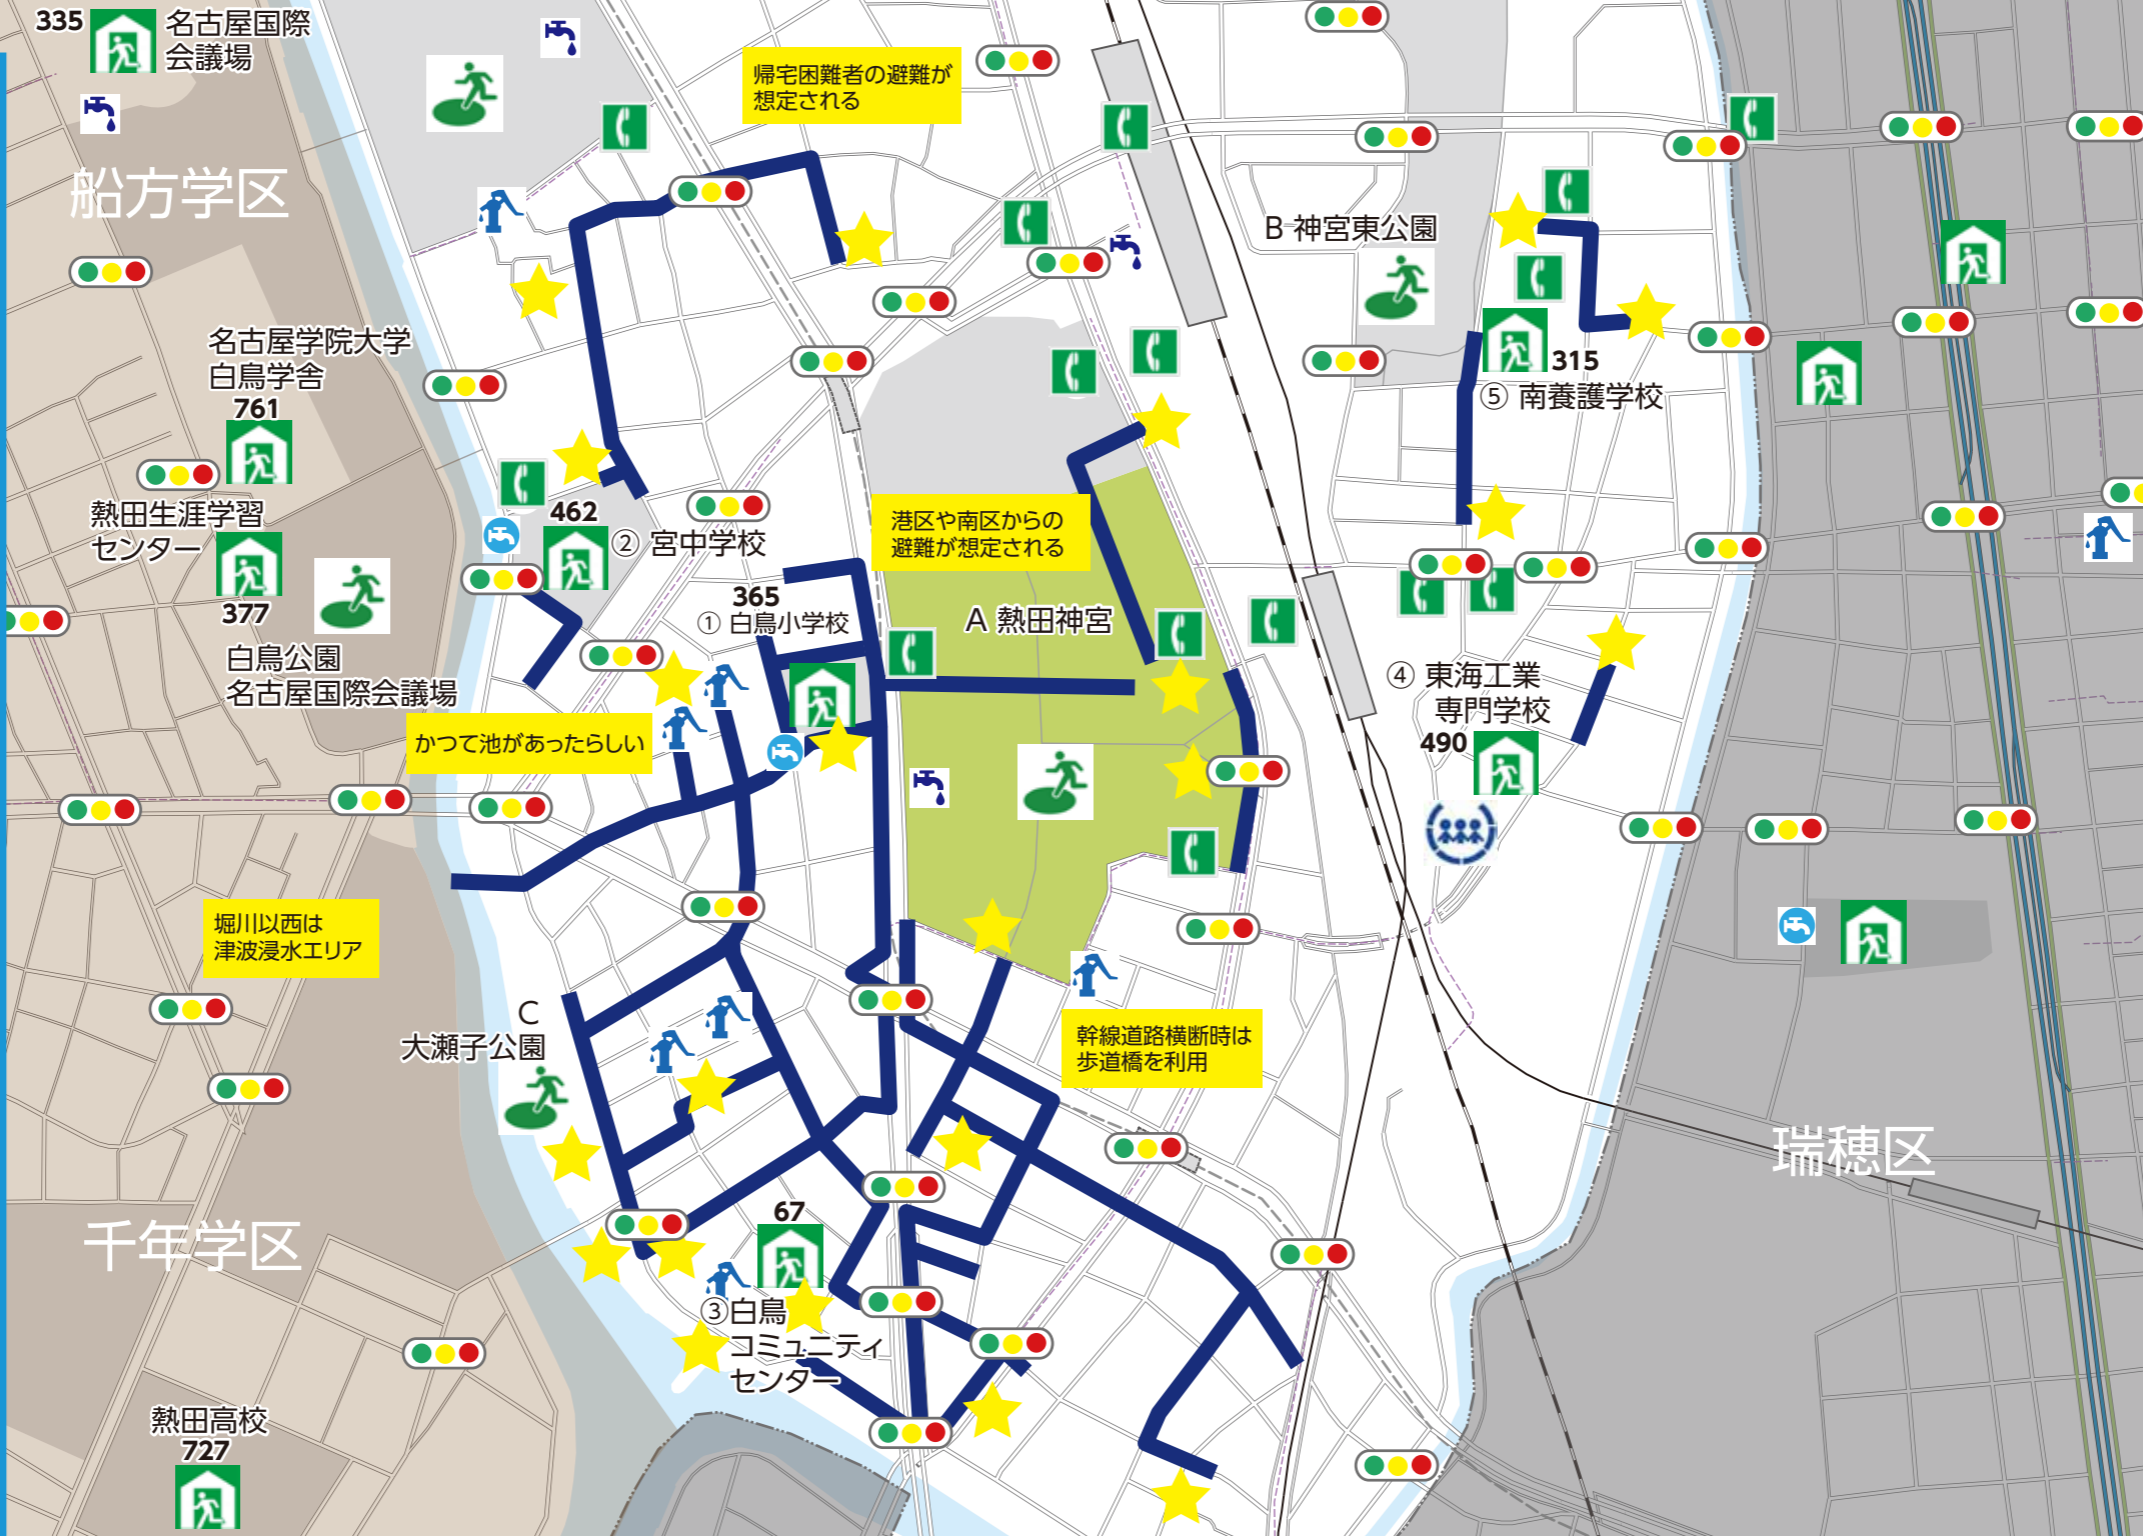 335
名古屋国際
会議場
船方学区
帰宅困難者の避難が
想定される
B 神宮東公園
315
⑤ 南養護学校
名古屋学院大学
白鳥学舎
761
熱田生涯学習
センター
377
462
② 宮中学校
港区や南区からの
避難が想定される
365
① 白鳥小学校
A 熱田神宮
白鳥公園
名古屋国際会議場
かつて池があったらしい
④ 東海工業
専門学校
490
堀川以西は
津波浸水エリア
C
大瀬子公園
幹線道路横断時は
歩道橋を利用
瑞穂区
千年学区
67
③白鳥
コミュニティ
センター
熱田高校
727